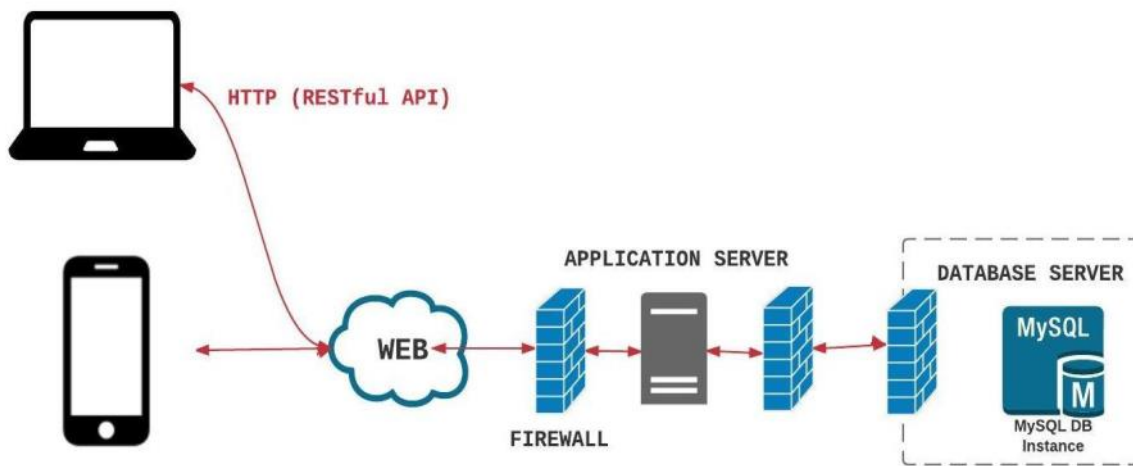 HTTP (RESTful API)
APPLICATION SERVER
DATABASE SERVER
WEB
MySQL
M
FIREWALL
MySQL DB
Instance